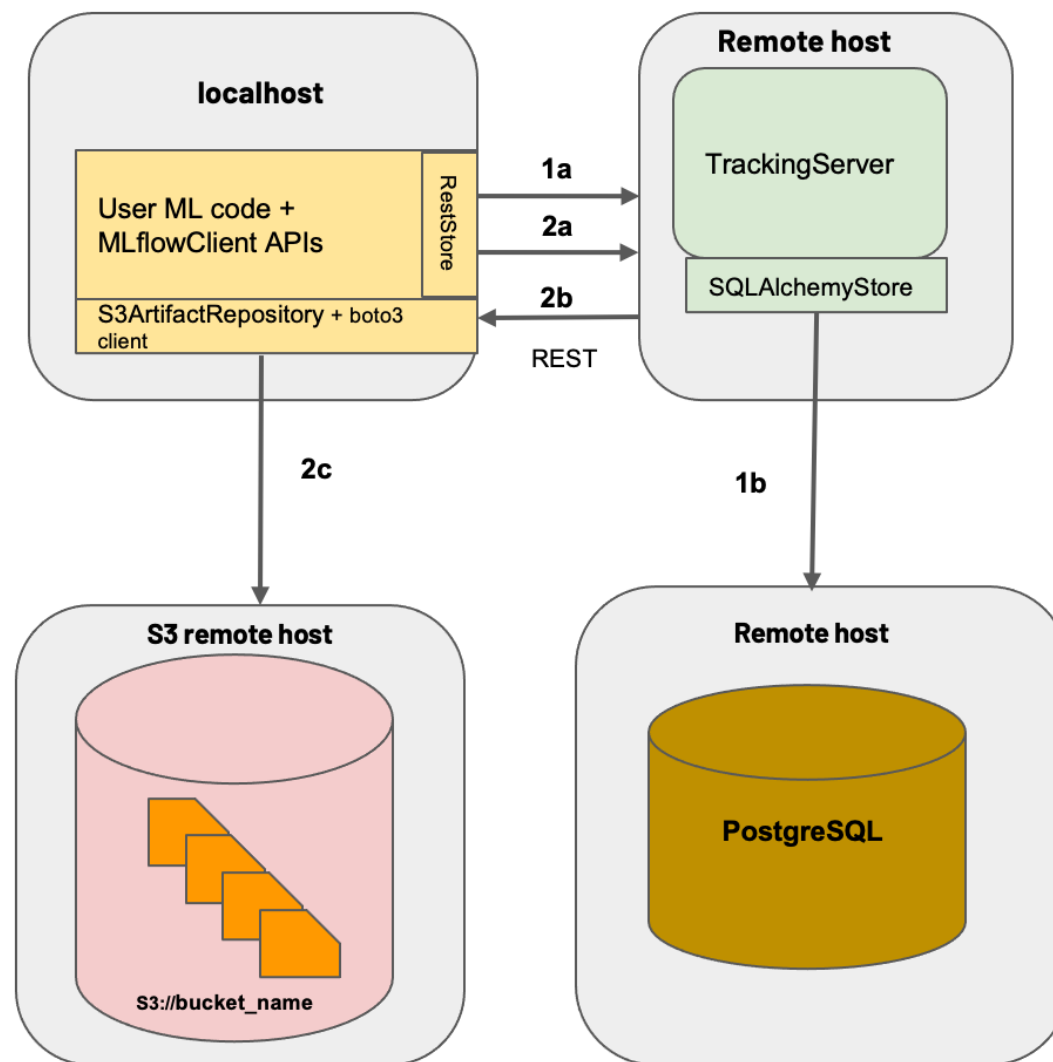 localhost
User ML code +
MLflowClient APIs
RestStore
S3ArtifactRepository + boto3
client
1a
2a
2b
REST
Remote host
TrackingServer
SQLAlchemyStore
2c
1b
S3 remote host
S3://bucket_name
Remote host
PostgreSQL